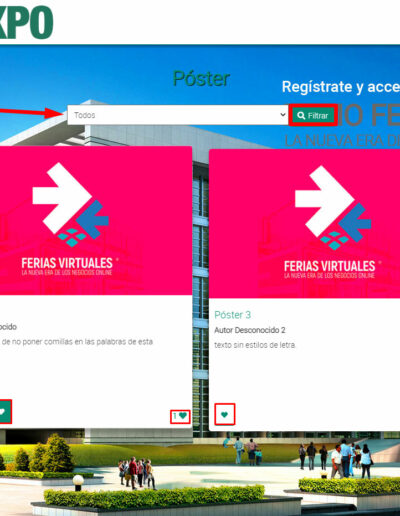 XPO
Póster
Regístrate y acce
Todos
Filtrar
O FE
LA NUEVA ERA DE
FERIAS VIRTUALES
LA NUEVA ERA DE LOS NEGOCIOS ONLINE
FERIAS VIRTUALES
LA NUEVA ERA DE LOS NEGOCIOS ONLINE
Póster 3
ocido
Autor Desconocido 2
de no poner comillas en las palabras de esta
texto sin estilos de letra.
1